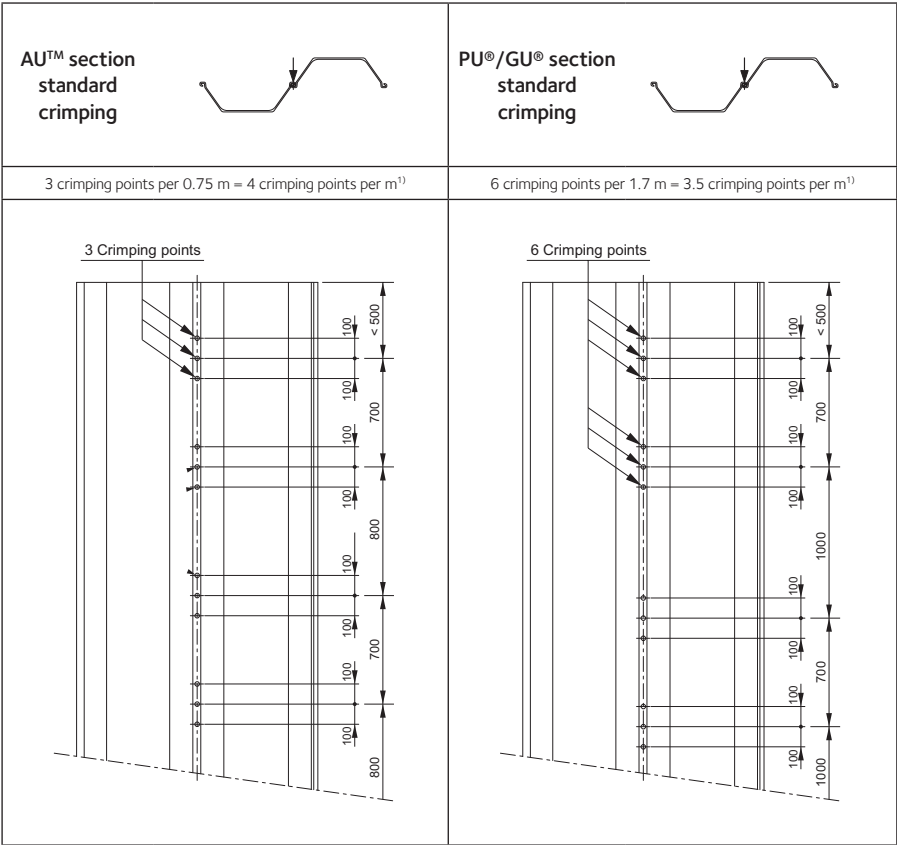 AU™ section
standard
crimping
PU®/GU® section
standard
crimping
3 crimping points per 0.75 m = 4 crimping points per m¹⁾
6 crimping points per 1.7 m = 3.5 crimping points per m¹⁾
3 Crimping points
100
< 500
100
700
100
100
800
100
100
700
100
100
800
6 Crimping points
100
< 500
100
700
100
100
1000
100
100
700
100
100
1000